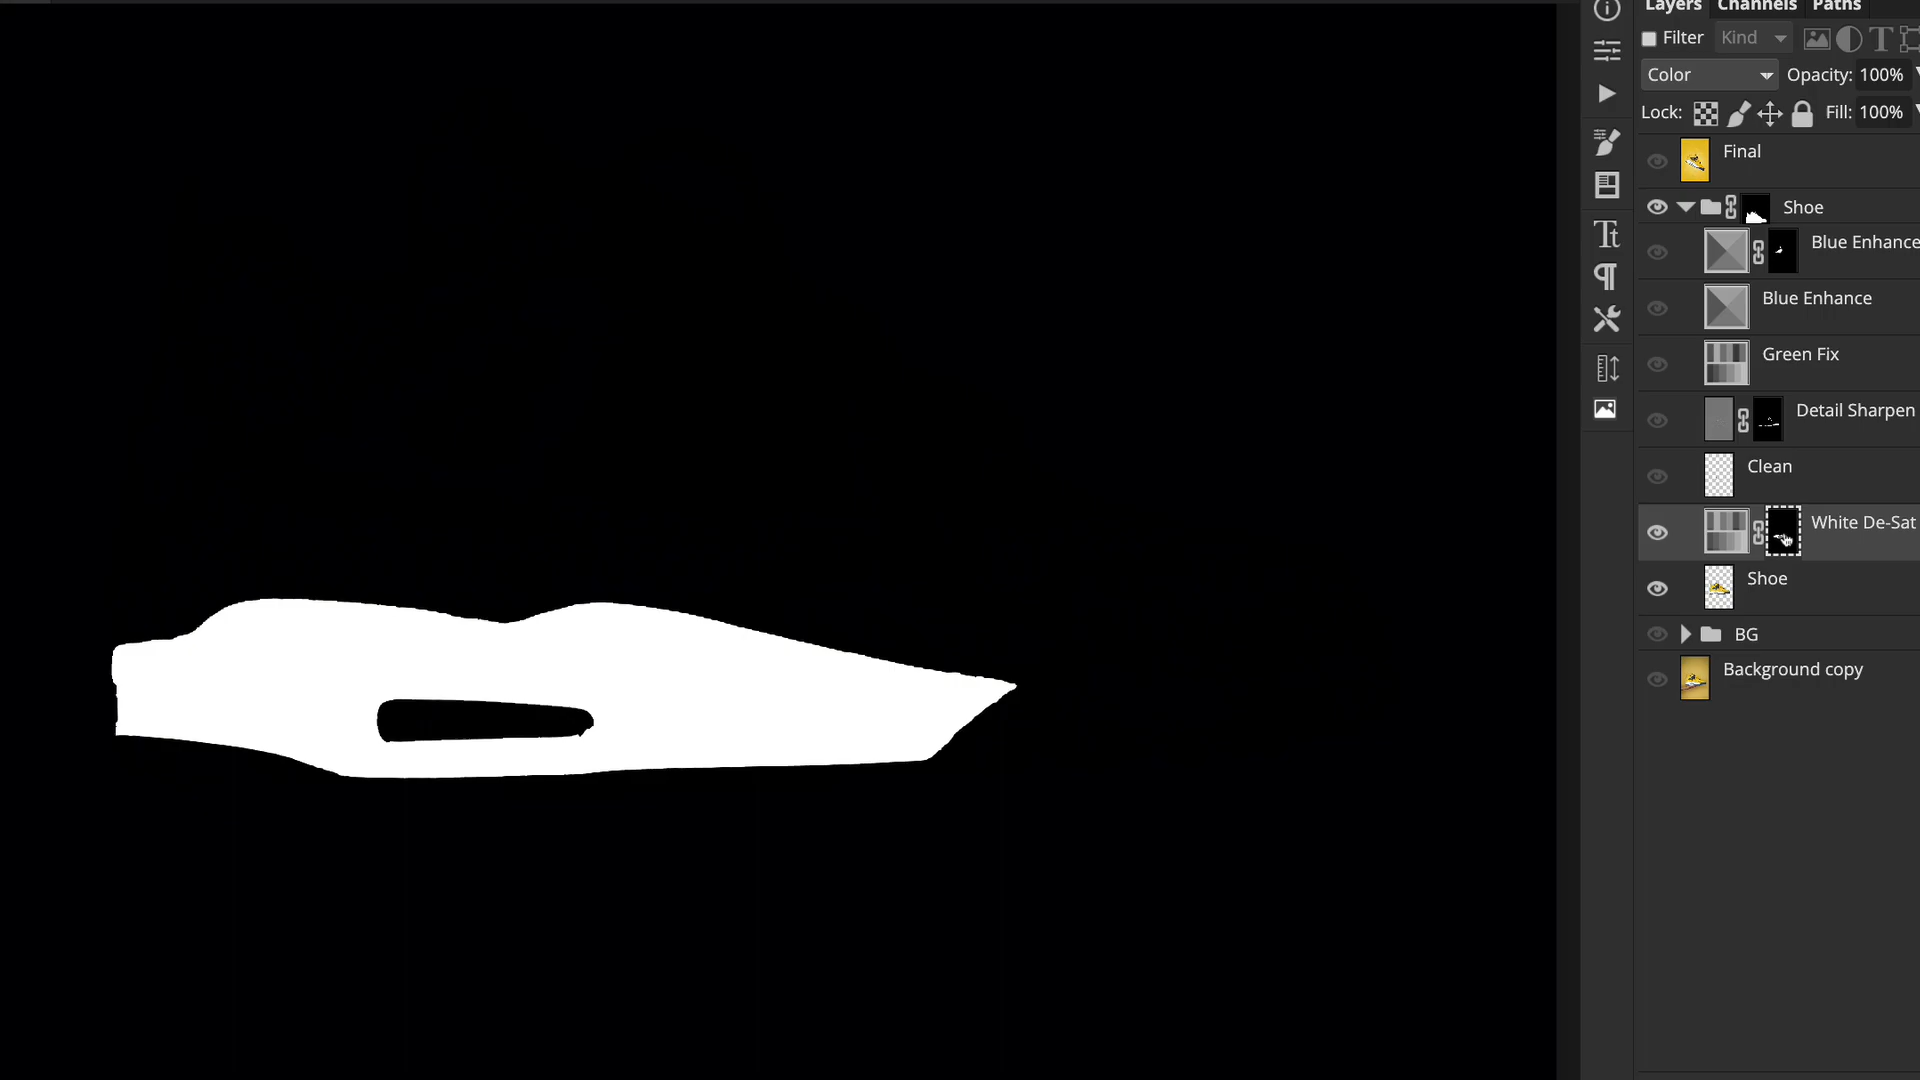 Layers Channels Paths
Filter Kind
Color Opacity: 100%
Lock: Fill: 100%
Final
Shoe
Blue Enhance
Blue Enhance
Green Fix
Detail Sharpen
Clean
White De-Sat
Shoe
BG
Background copy